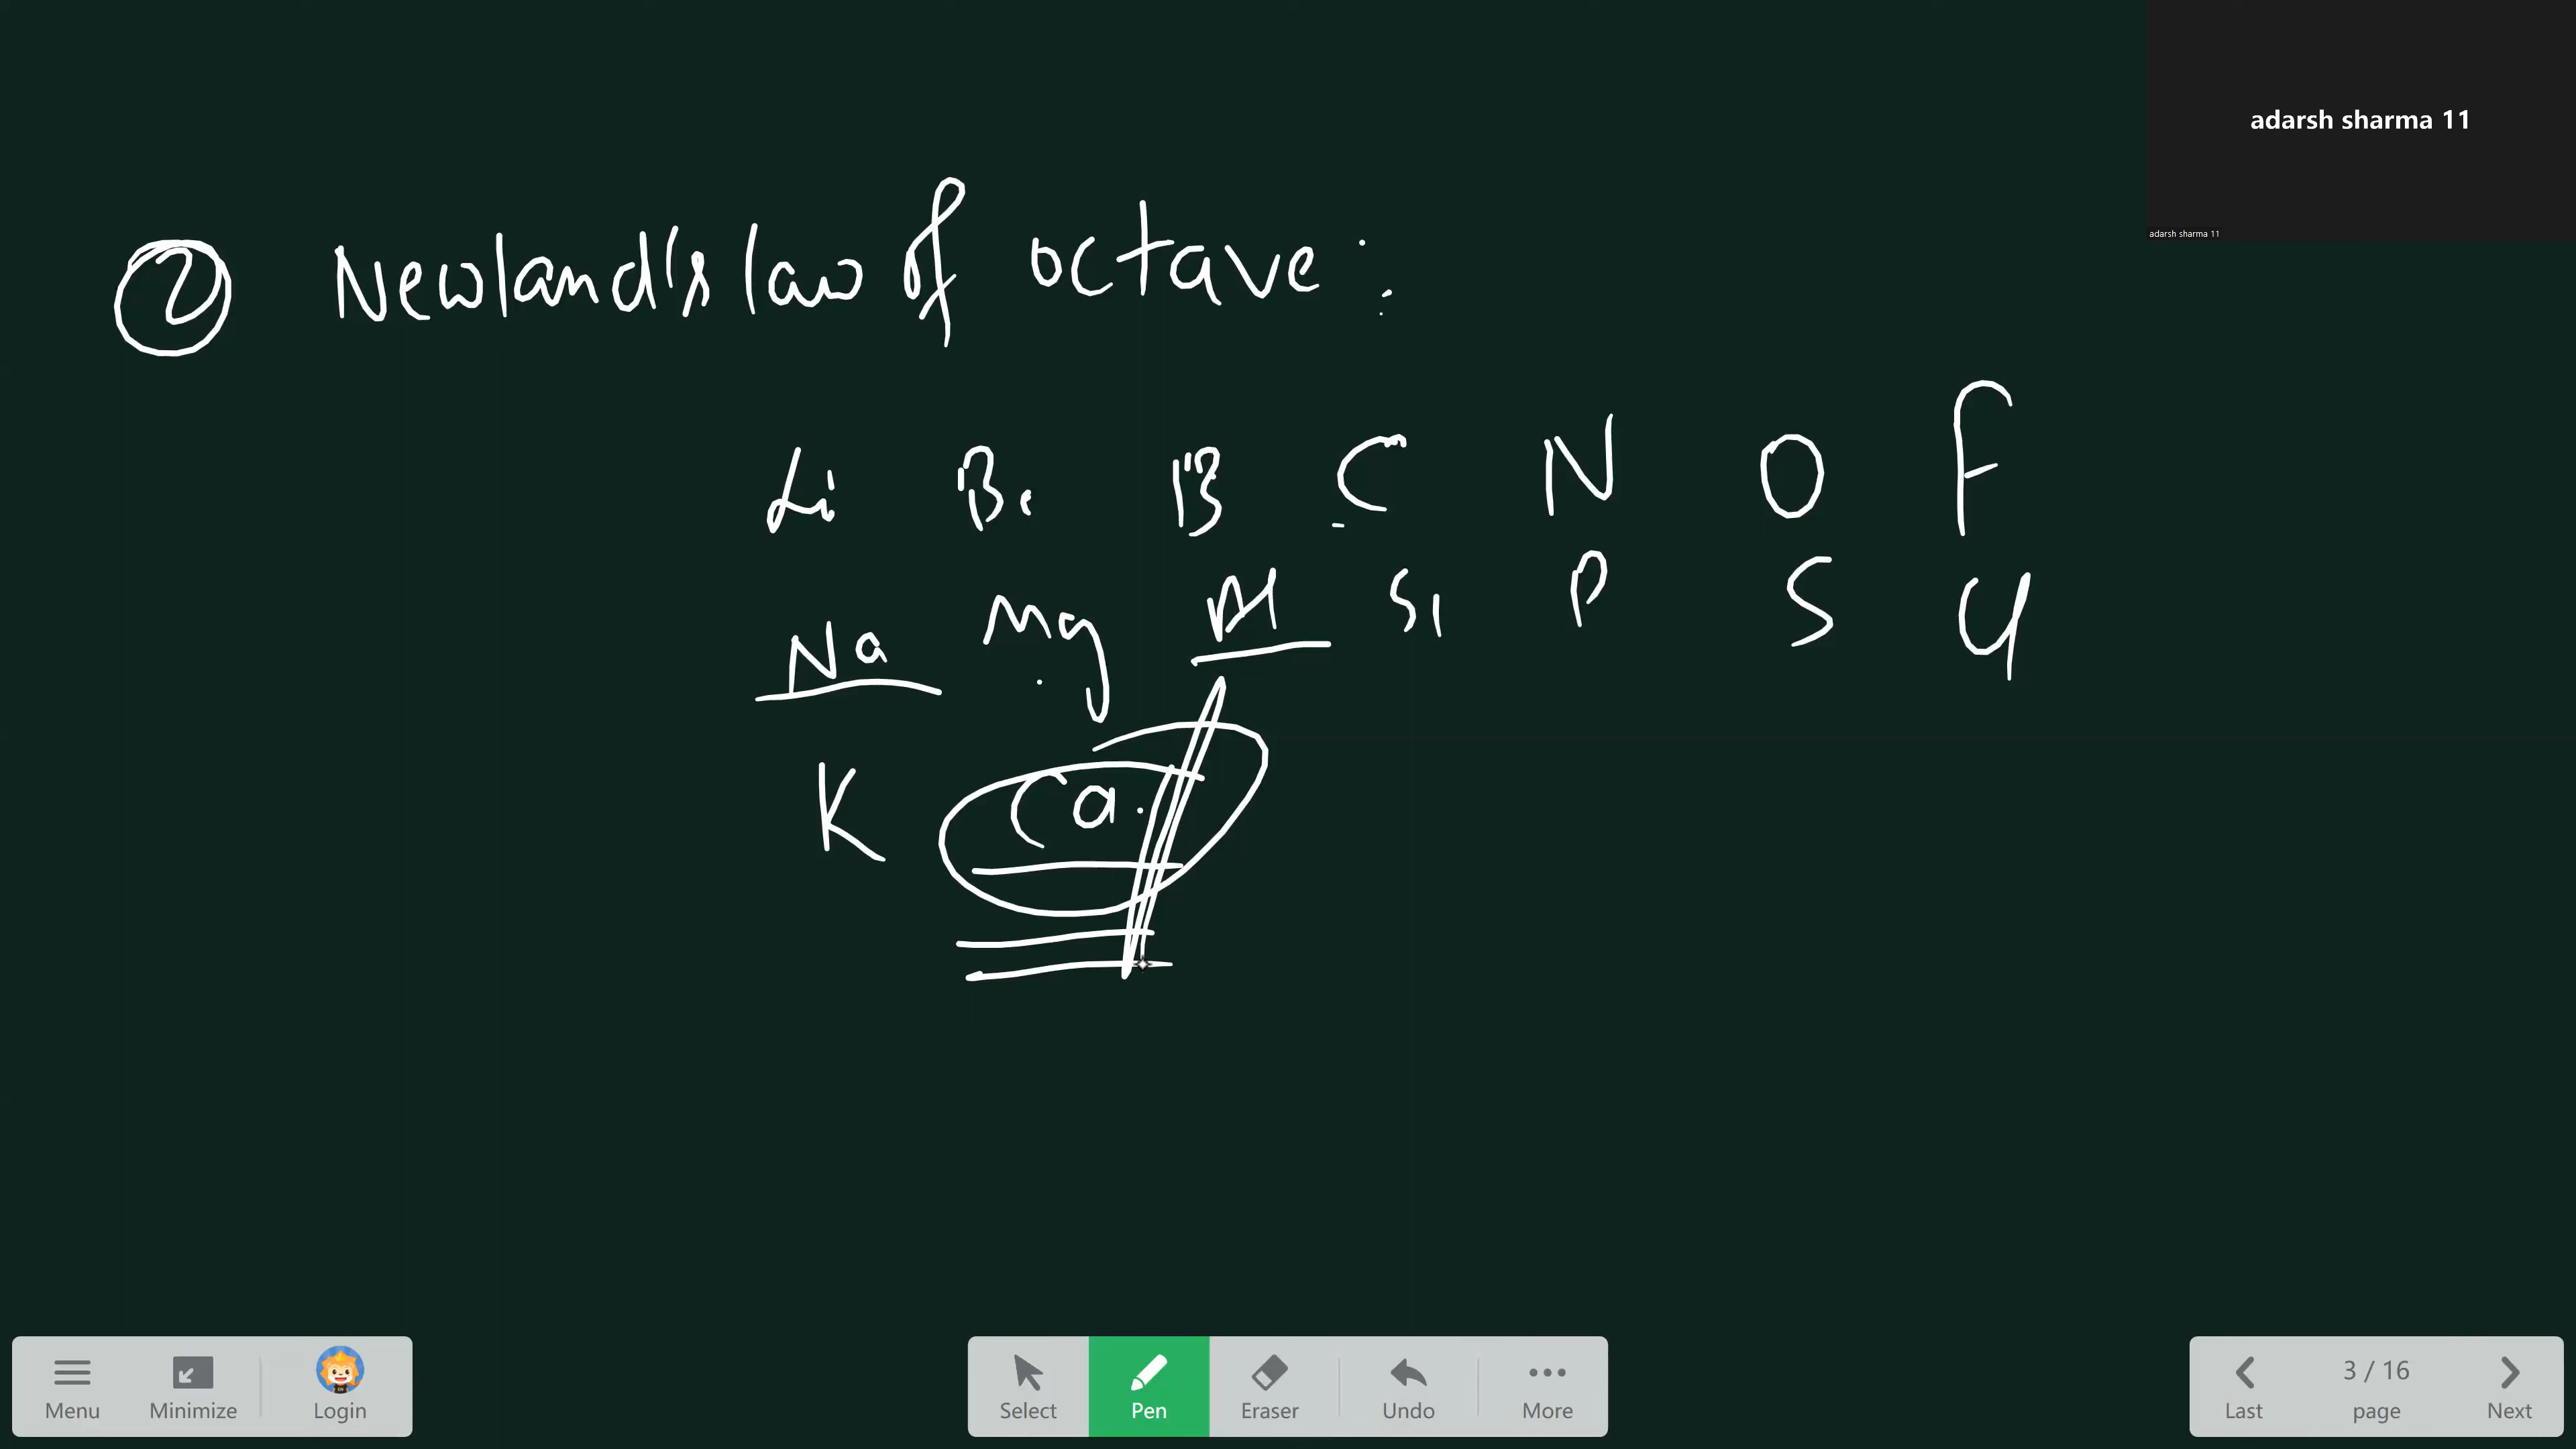 adarsh sharma 11
adarsh sharma 11
2 Newland's law of octave:
Li Be B C N O F
Na Mg Al Si P S Cl
K Ca
Menu Minimize Login Select Pen Eraser Undo More Last 3 / 16 page Next